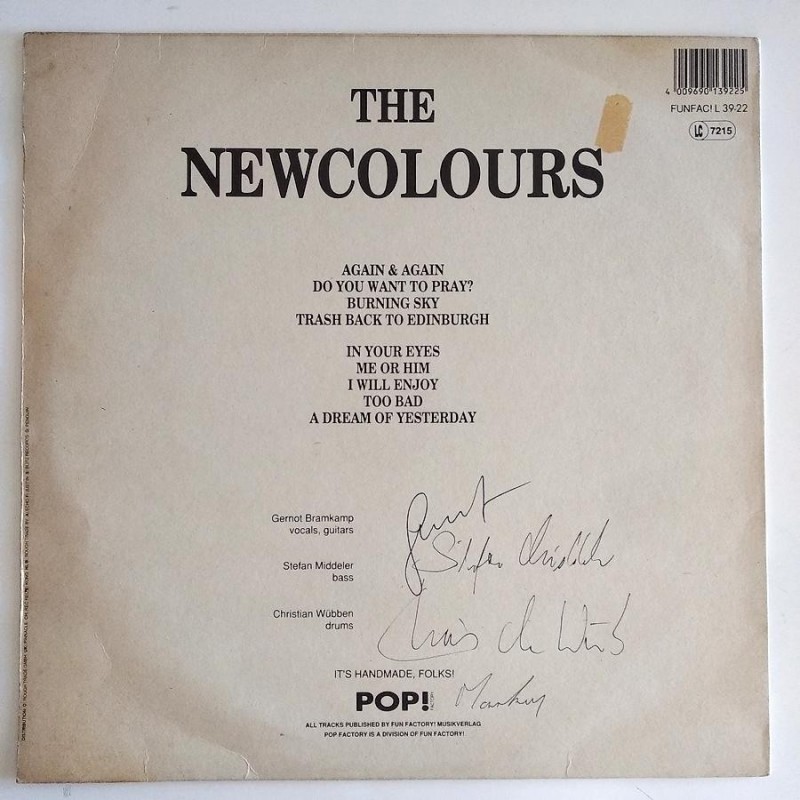 THE
NEWCOLOURS
4 009690 139225
FUNFAC! L 39-22
LC 7215
AGAIN & AGAIN
DO YOU WANT TO PRAY?
BURNING SKY
TRASH BACK TO EDINBURGH
IN YOUR EYES
ME OR HIM
I WILL ENJOY
TOO BAD
A DREAM OF YESTERDAY
Gernot Bramkamp
vocals, guitars
Stefan Middeler
bass
Christian Wübben
drums
Stefan
IT'S HANDMADE, FOLKS!
POP! FACTORY
ALL TRACKS PUBLISHED BY FUN FACTORY! MUSIKVERLAG
POP FACTORY IS A DIVISION OF FUN FACTORY!